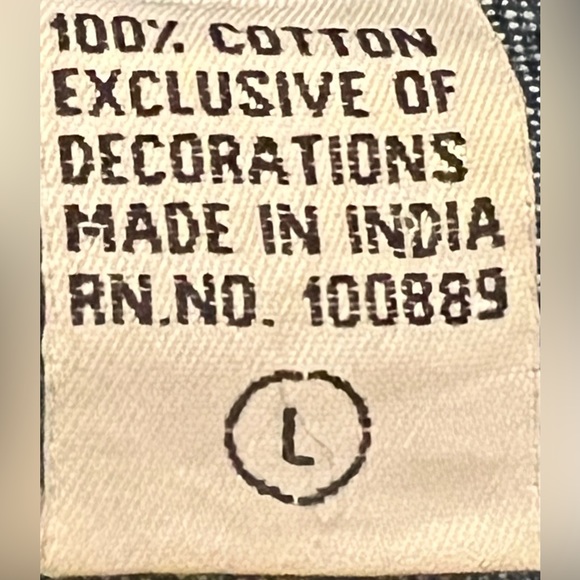 100% COTTON
EXCLUSIVE OF
DECORATIONS
MADE IN INDIA
RN.NO. 100889
L